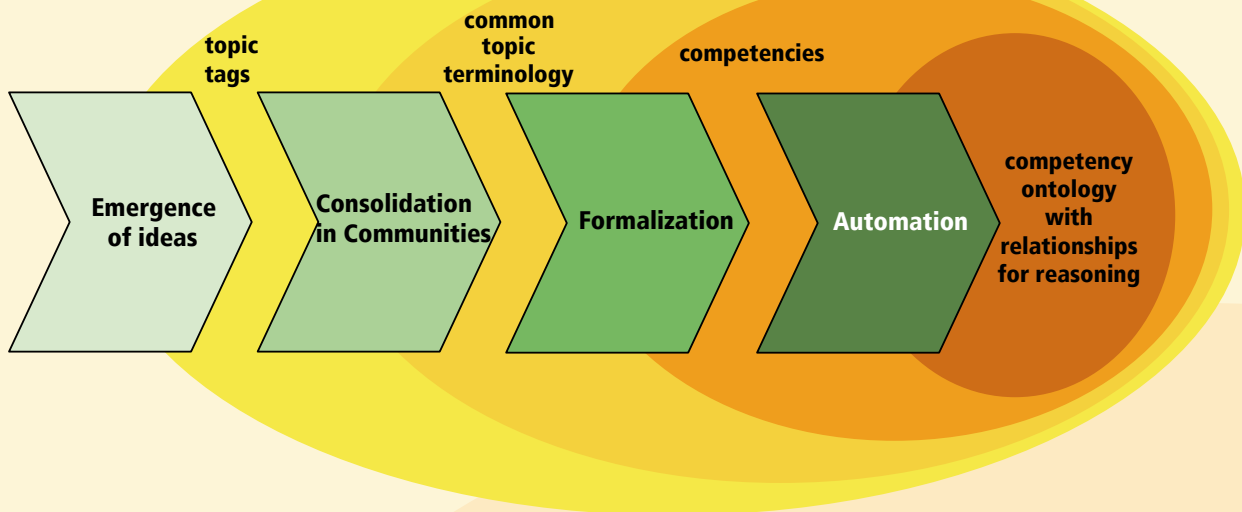 topic
tags
common
topic
terminology
competencies
Emergence
of ideas
Consolidation
in Communities
Formalization
Automation
competency
ontology
with
relationships
for reasoning